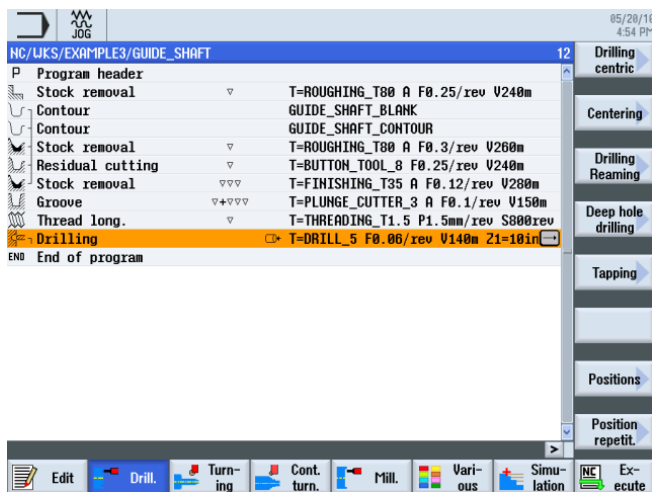 JOG
05/20/1
4:54 PM
NC/WKS/EXAMPLE3/GUIDE_SHAFT 12
P Program header
Stock removal ▽ T=ROUGHING_T80 A F0.25/rev V240m
Contour GUIDE_SHAFT_BLANK
Contour GUIDE_SHAFT_CONTOUR
Stock removal ▽ T=ROUGHING_T80 A F0.3/rev V260m
Residual cutting ▽ T=BUTTON_TOOL_8 F0.25/rev V240m
Stock removal ▽▽▽ T=FINISHING_T35 A F0.12/rev V280m
Groove ▽+▽▽▽ T=PLUNGE_CUTTER_3 A F0.1/rev V150m
Thread long. ▽ T=THREADING_T1.5 P1.5mm/rev S800rev
Drilling T=DRILL_5 F0.06/rev V140m Z1=10in
END End of program
Drilling
centric
Centering
Drilling
Reaming
Deep hole
drilling
Tapping
Positions
Position
repetit.
Edit
Drill.
Turn-
ing
Cont.
turn.
Mill.
Vari-
ous
Simu-
lation
NC
Ex-
ecute